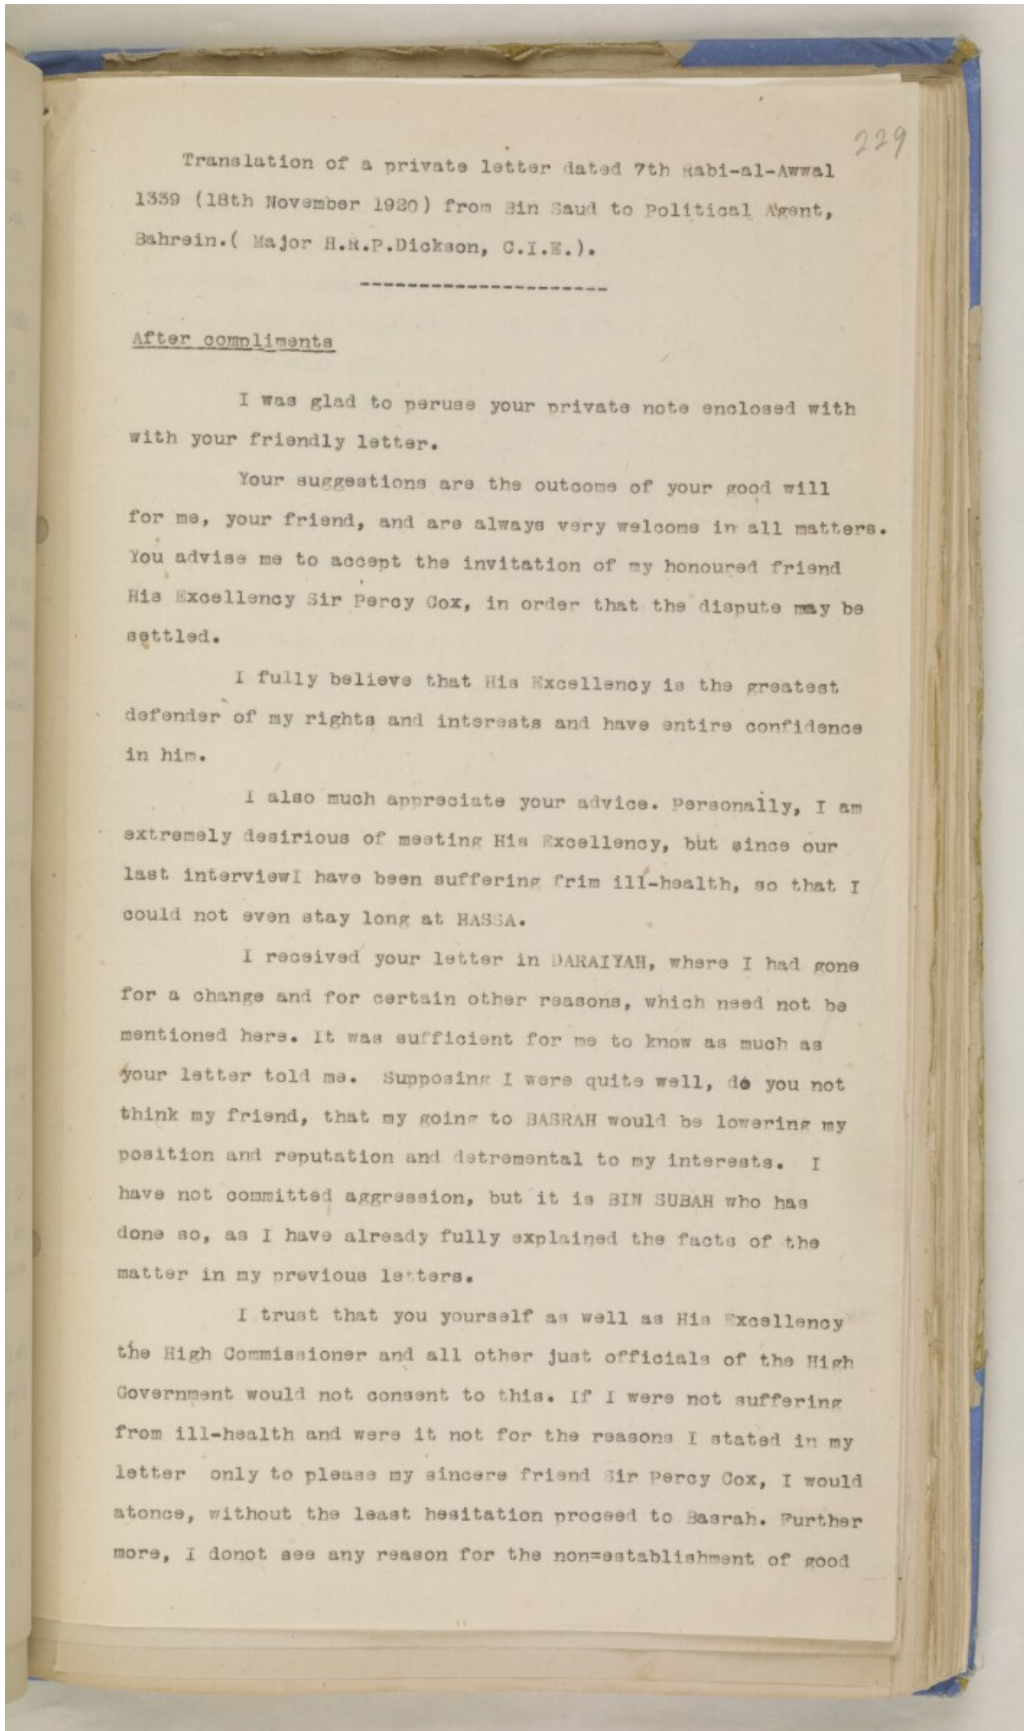 229
Translation of a private letter dated 7th Rabi-al-Awwal
1339 (18th November 1920) from Bin Saud to Political Agent,
Bahrein.( Major H.R.P.Dickson, C.I.E.).
---------------------
After compliments
I was glad to peruse your private note enclosed with
with your friendly letter.
Your suggestions are the outcome of your good will
for me, your friend, and are always very welcome in all matters.
You advise me to accept the invitation of my honoured friend
His Excellency Sir Percy Cox, in order that the dispute may be
settled.
I fully believe that His Excellency is the greatest
defender of my rights and interests and have entire confidence
in him.
I also much appreciate your advice. Personally, I am
extremely desirious of meeting His Excellency, but since our
last interviewI have been suffering frim ill-health, so that I
could not even stay long at HASSA.
I received your letter in DARAIYAH, where I had gone
for a change and for certain other reasons, which need not be
mentioned here. It was sufficient for me to know as much as
your letter told me. Supposing I were quite well, do you not
think my friend, that my going to BASRAH would be lowering my
position and reputation and detremental to my interests. I
have not committed aggression, but it is BIN SUBAH who has
done so, as I have already fully explained the facts of the
matter in my previous letters.
I trust that you yourself as well as His Excellency
the High Commissioner and all other just officials of the High
Government would not consent to this. If I were not suffering
from ill-health and were it not for the reasons I stated in my
letter only to please my sincere friend Sir Percy Cox, I would
atonce, without the least hesitation proceed to Basrah. Further
more, I donot see any reason for the non=establishment of good